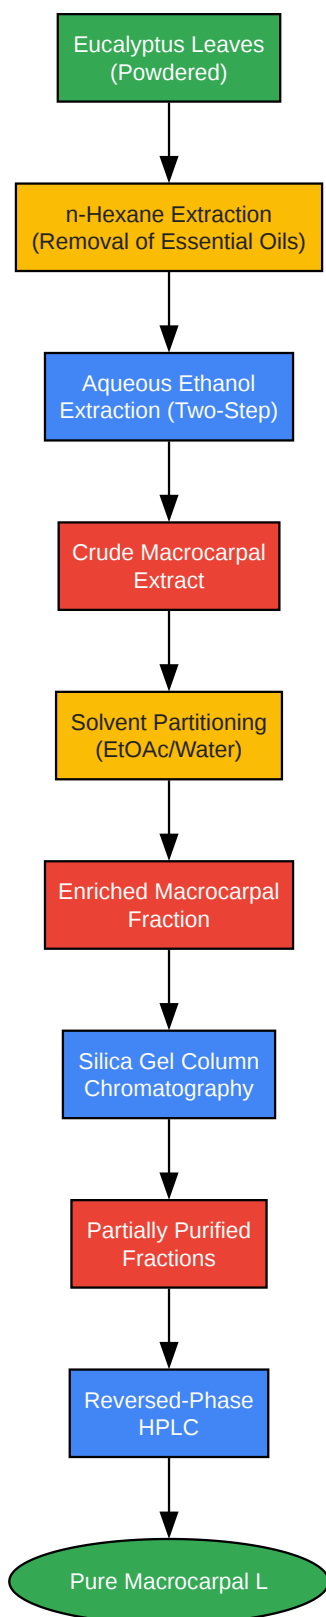 Eucalyptus Leaves
(Powdered)
n-Hexane Extraction
(Removal of Essential Oils)
Aqueous Ethanol
Extraction (Two-Step)
Crude Macrocarpal
Extract
Solvent Partitioning
(EtOAc/Water)
Enriched Macrocarpal
Fraction
Silica Gel Column
Chromatography
Partially Purified
Fractions
Reversed-Phase
HPLC
Pure Macrocarpal L